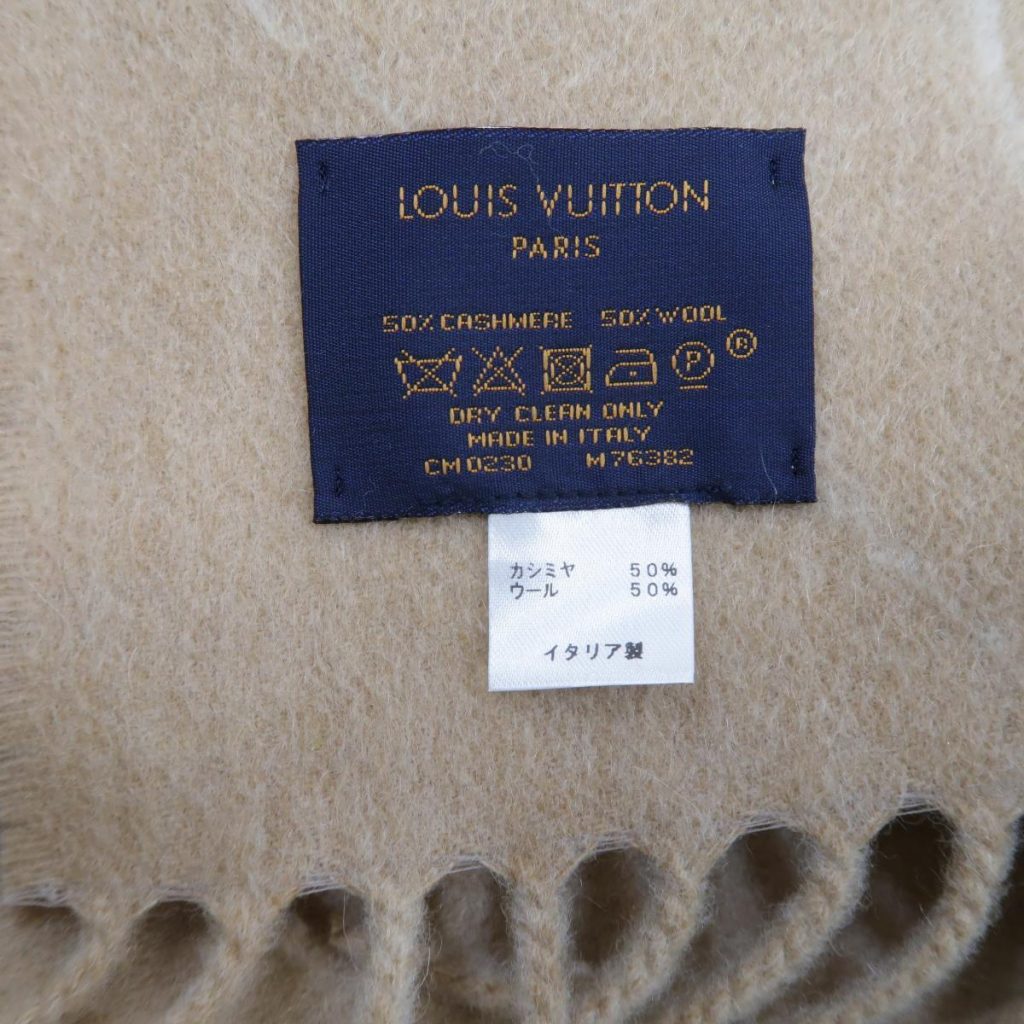 LOUIS VUITTON
PARIS
50% CASHMERE 50% WOOL
P ®
DRY CLEAN ONLY
MADE IN ITALY
CM0230 M76382
カシミヤ 50%
ウール 50%
イタリア製